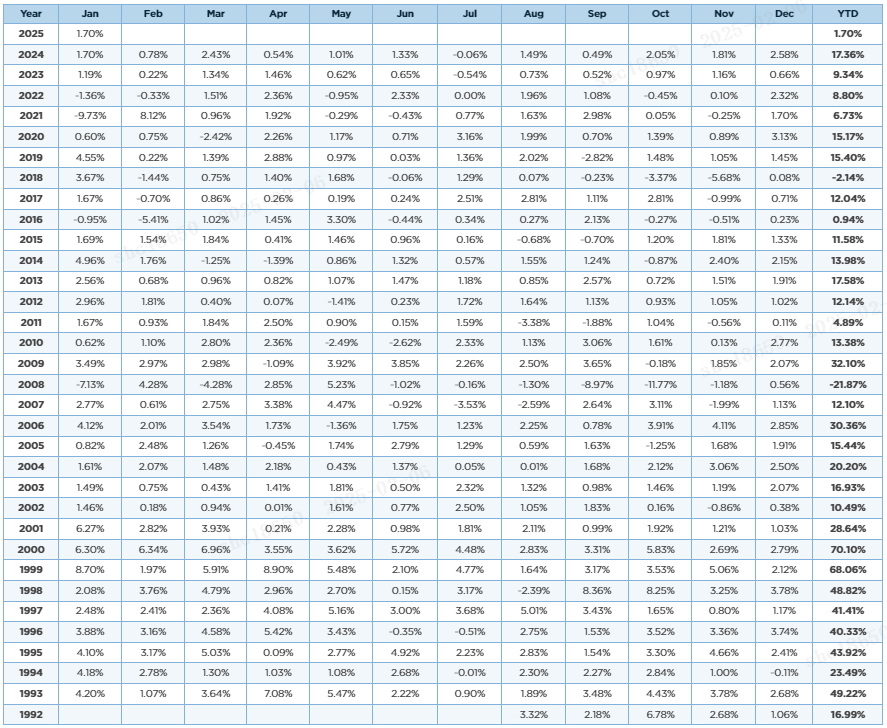 Year Jan Feb Mar Apr May Jun Jul Aug Sep Oct Nov Dec YTD
2025 1.70% 1.70%
2024 1.70% 0.78% 2.43% 0.54% 1.01% 1.33% -0.06% 1.49% 0.49% 2.05% 1.81% 2.58% 17.36%
2023 1.19% 0.22% 1.34% 1.46% 0.62% 0.65% -0.54% 0.73% 0.52% 0.97% 1.16% 0.66% 9.34%
2022 -1.36% -0.33% 1.51% 2.36% -0.95% 2.33% 0.00% 1.96% 1.08% -0.45% 0.10% 2.32% 8.80%
2021 -9.73% 8.12% 0.96% 1.92% -0.29% -0.43% 0.77% 1.63% 2.98% 0.05% -0.25% 1.70% 6.73%
2020 0.60% 0.75% -2.42% 2.26% 1.17% 0.71% 3.16% 1.99% 0.70% 1.39% 0.89% 3.13% 15.17%
2019 4.55% 0.22% 1.39% 2.88% 0.97% 0.03% 1.36% 2.02% -2.82% 1.48% 1.05% 1.45% 15.40%
2018 3.67% -1.44% 0.75% 1.40% 1.68% -0.06% 1.29% 0.07% -0.23% -3.37% -5.68% 0.08% -2.14%
2017 1.67% -0.70% 0.86% 0.26% 0.19% 0.24% 2.51% 2.81% 1.11% 2.81% -0.99% 0.71% 12.04%
2016 -0.95% -5.41% 1.02% 1.45% 3.30% -0.44% 0.34% 0.27% 2.13% -0.27% -0.51% 0.23% 0.94%
2015 1.69% 1.54% 1.84% 0.41% 1.46% 0.96% 0.16% -0.68% -0.70% 1.20% 1.81% 1.33% 11.58%
2014 4.96% 1.76% -1.25% -1.39% 0.86% 1.32% 0.57% 1.55% 1.24% -0.87% 2.40% 2.15% 13.98%
2013 2.56% 0.68% 0.96% 0.82% 1.07% 1.47% 1.18% 0.85% 2.57% 0.72% 1.51% 1.91% 17.58%
2012 2.96% 1.81% 0.40% 0.07% -1.41% 0.23% 1.72% 1.64% 1.13% 0.93% 1.05% 1.02% 12.14%
2011 1.67% 0.93% 1.84% 2.50% 0.90% 0.15% 1.59% -3.38% -1.88% 1.04% -0.56% 0.11% 4.89%
2010 0.62% 1.10% 2.80% 2.36% -2.49% -2.62% 2.33% 1.13% 3.06% 1.61% 0.13% 2.77% 13.38%
2009 3.49% 2.97% 2.98% -1.09% 3.92% 3.85% 2.26% 2.50% 3.65% -0.18% 1.85% 2.07% 32.10%
2008 -7.13% 4.28% -4.28% 2.85% 5.23% -1.02% -0.16% -1.30% -8.97% -11.77% -1.18% 0.56% -21.87%
2007 2.77% 0.61% 2.75% 3.38% 4.47% -0.92% -3.53% -2.59% 2.64% 3.11% -1.99% 1.13% 12.10%
2006 4.12% 2.01% 3.54% 1.73% -1.36% 1.75% 1.23% 2.25% 0.78% 3.91% 4.11% 2.85% 30.36%
2005 0.82% 2.48% 1.26% -0.45% 1.74% 2.79% 1.29% 0.59% 1.63% -1.25% 1.68% 1.91% 15.44%
2004 1.61% 2.07% 1.48% 2.18% 0.43% 1.37% 0.05% 0.01% 1.68% 2.12% 3.06% 2.50% 20.20%
2003 1.49% 0.75% 0.43% 1.41% 1.81% 0.50% 2.32% 1.32% 0.98% 1.46% 1.19% 2.07% 16.93%
2002 1.46% 0.18% 0.94% 0.01% 1.61% 0.77% 2.50% 1.05% 1.83% 0.16% -0.86% 0.38% 10.49%
2001 6.27% 2.82% 3.93% 0.21% 2.28% 0.98% 1.81% 2.11% 0.99% 1.92% 1.21% 1.03% 28.64%
2000 6.30% 6.34% 6.96% 3.55% 3.62% 5.72% 4.48% 2.83% 3.31% 5.83% 2.69% 2.79% 70.10%
1999 8.70% 1.97% 5.91% 8.90% 5.48% 2.10% 4.77% 1.64% 3.17% 3.53% 5.06% 2.12% 68.06%
1998 2.08% 3.76% 4.79% 2.96% 2.70% 0.15% 3.17% -2.39% 8.36% 8.25% 3.25% 3.78% 48.82%
1997 2.48% 2.41% 2.36% 4.08% 5.16% 3.00% 3.68% 5.01% 3.43% 1.65% 0.80% 1.17% 41.41%
1996 3.88% 3.16% 4.58% 5.42% 3.43% -0.35% -0.51% 2.75% 1.53% 3.52% 3.36% 3.74% 40.33%
1995 4.10% 3.17% 5.03% 0.09% 2.77% 4.92% 2.23% 2.83% 1.54% 3.30% 4.66% 2.41% 43.92%
1994 4.18% 2.78% 1.30% 1.03% 1.08% 2.68% -0.01% 2.30% 2.27% 2.84% 1.00% -0.11% 23.49%
1993 4.20% 1.07% 3.64% 7.08% 5.47% 2.22% 0.90% 1.89% 3.48% 4.43% 3.78% 2.68% 49.22%
1992 3.32% 2.18% 6.78% 2.68% 1.06% 16.99%